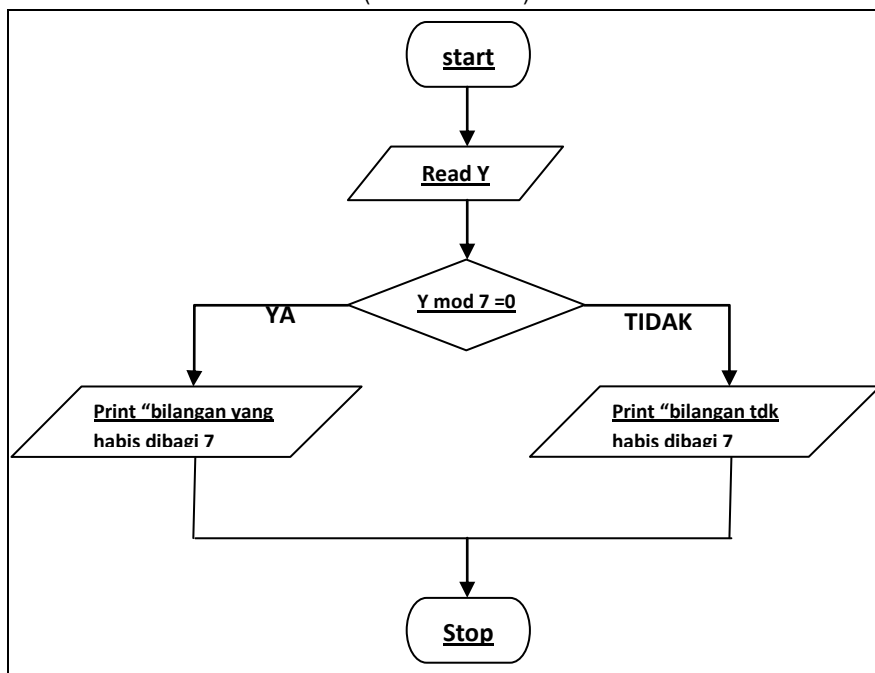 start
Read Y
Y mod 7 =0
YA
TIDAK
Print “bilangan yang
habis dibagi 7
Print “bilangan tdk
habis dibagi 7
Stop